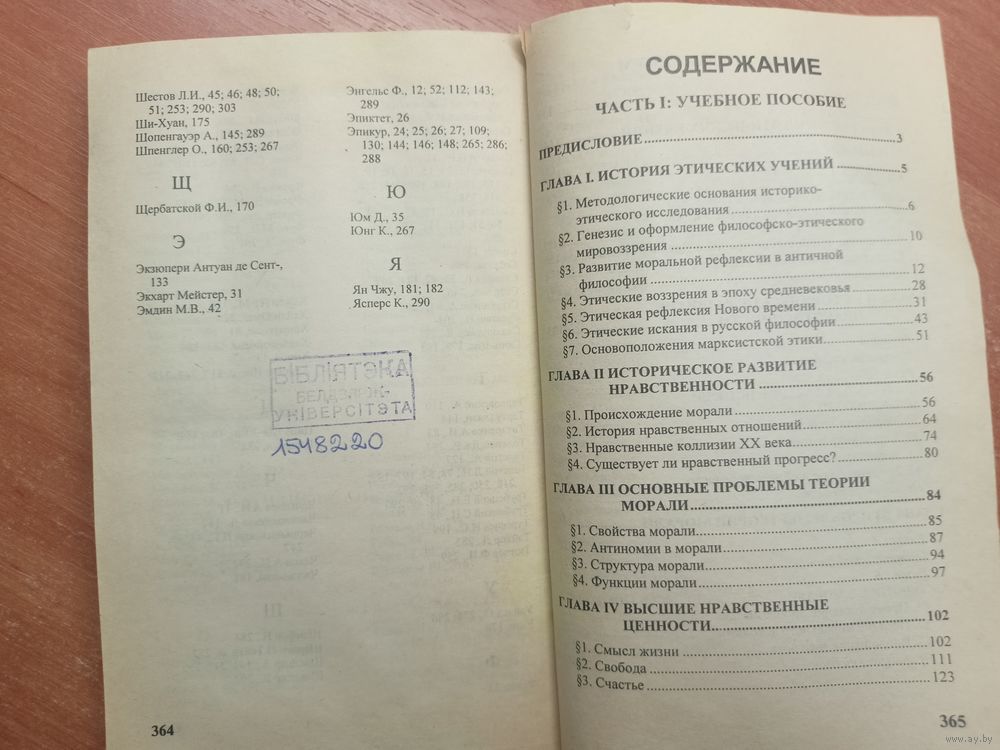 Шестов Л.И., 45; 46; 48; 50;
51; 253; 290; 303
Ши-Хуан, 175
Шопенгауэр А., 145; 289
Шпенглер О., 160; 253; 267
Щ
Щербатской Ф.И., 170
Э
Экзюпери Антуан де Сент-,
133
Экхарт Мейстер, 31
Эмдин М.В., 42
Энгельс Ф., 12; 52; 112; 143;
289
Эпиктет, 26
Эпикур, 24; 25; 26; 27; 109;
130; 144; 146; 148; 265; 286;
288
Ю
Юм Д., 35
Юнг К., 267
Я
Ян Чжу, 181; 182
Ясперс К., 290
БІБЛІЯТЭКА
БЕЛДЗЯРЖ-
УНІВЕРСІТЭТА
1548220
364
СОДЕРЖАНИЕ
ЧАСТЬ I: УЧЕБНОЕ ПОСОБИЕ
ПРЕДИСЛОВИЕ 3
ГЛАВА I. ИСТОРИЯ ЭТИЧЕСКИХ УЧЕНИЙ 5
§1. Методологические основания историко-
этического исследования 6
§2. Генезис и оформление философско-этического
мировоззрения 10
§3. Развитие моральной рефлексии в античной
философии 12
§4. Этические воззрения в эпоху средневековья 28
§5. Этическая рефлексия Нового времени 31
§6. Этические искания в русской философии 43
§7. Основоположения марксистской этики 51
ГЛАВА II ИСТОРИЧЕСКОЕ РАЗВИТИЕ
НРАВСТВЕННОСТИ 56
§1. Происхождение морали 56
§2. История нравственных отношений 64
§3. Нравственные коллизии XX века 74
§4. Существует ли нравственный прогресс? 80
ГЛАВА III ОСНОВНЫЕ ПРОБЛЕМЫ ТЕОРИИ
МОРАЛИ 84
§1. Свойства морали 85
§2. Антиномии в морали 87
§3. Структура морали 94
§4. Функции морали 97
ГЛАВА IV ВЫСШИЕ НРАВСТВЕННЫЕ
ЦЕННОСТИ 102
§1. Смысл жизни 102
§2. Свобода 111
§3. Счастье 123
365
www.ay.by